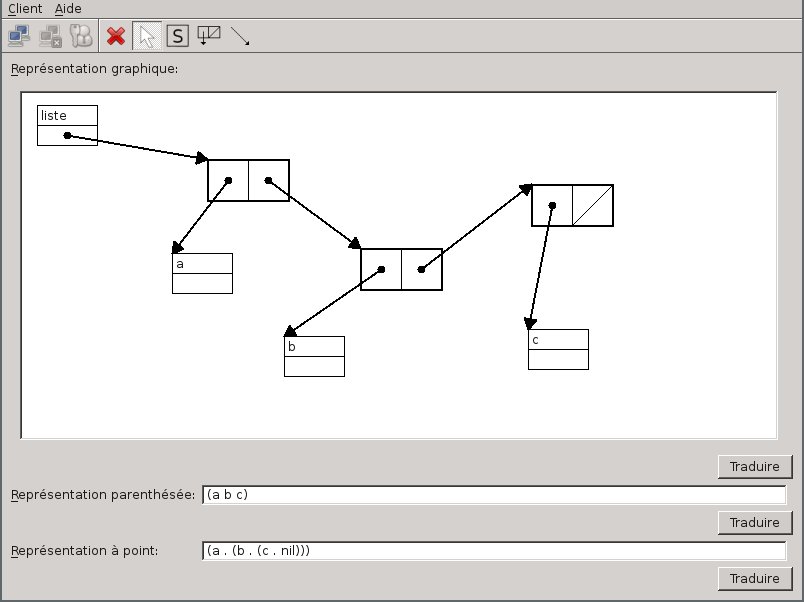 Client Aide
S
Représentation graphique:
liste
a
b
c
Traduire
Représentation parenthésée: (a b c)
Traduire
Représentation à point: (a . (b . (c . nil)))
Traduire